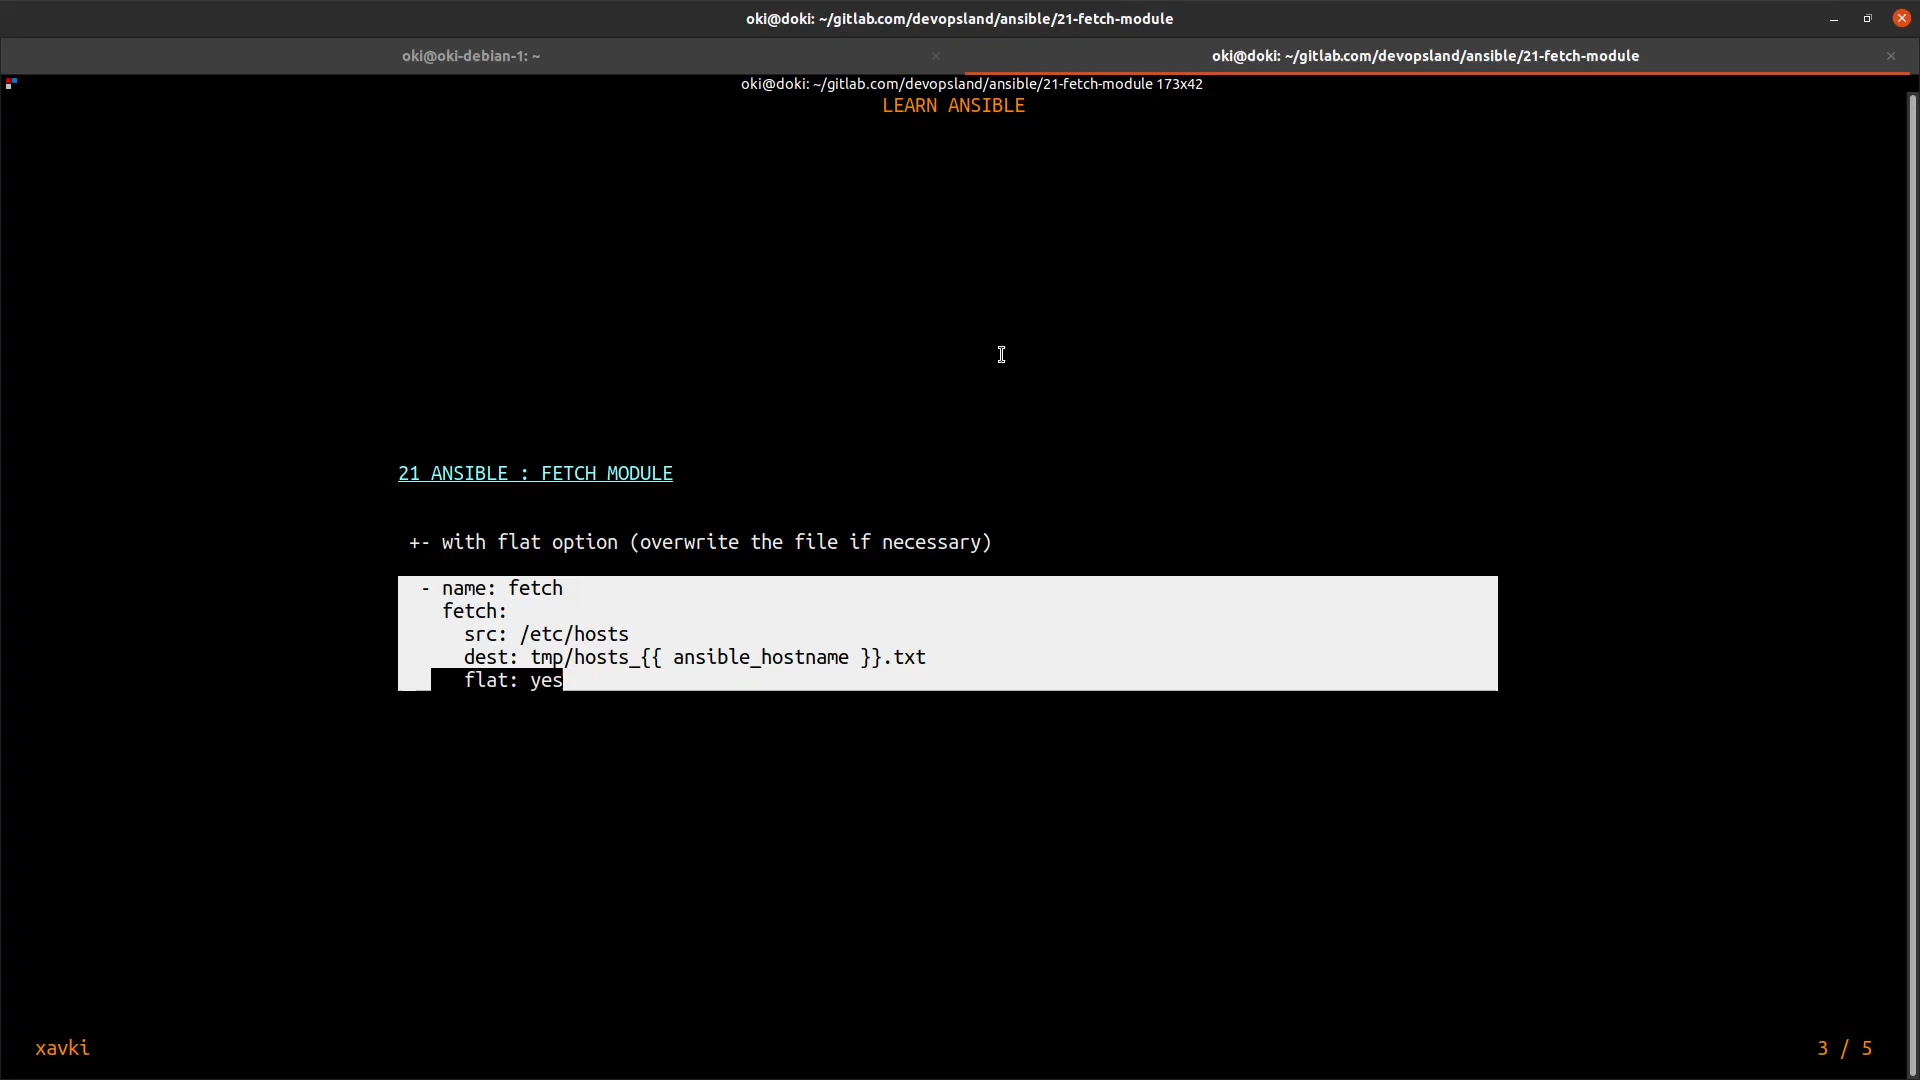 oki@doki: ~/gitlab.com/devopsland/ansible/21-fetch-module
oki@oki-debian-1: ~
oki@doki: ~/gitlab.com/devopsland/ansible/21-fetch-module
oki@doki: ~/gitlab.com/devopsland/ansible/21-fetch-module 173x42
LEARN ANSIBLE
21 ANSIBLE : FETCH MODULE
+- with flat option (overwrite the file if necessary)
- name: fetch
fetch:
src: /etc/hosts
dest: tmp/hosts_{{ ansible_hostname }}.txt
flat: yes
xavki
3 / 5